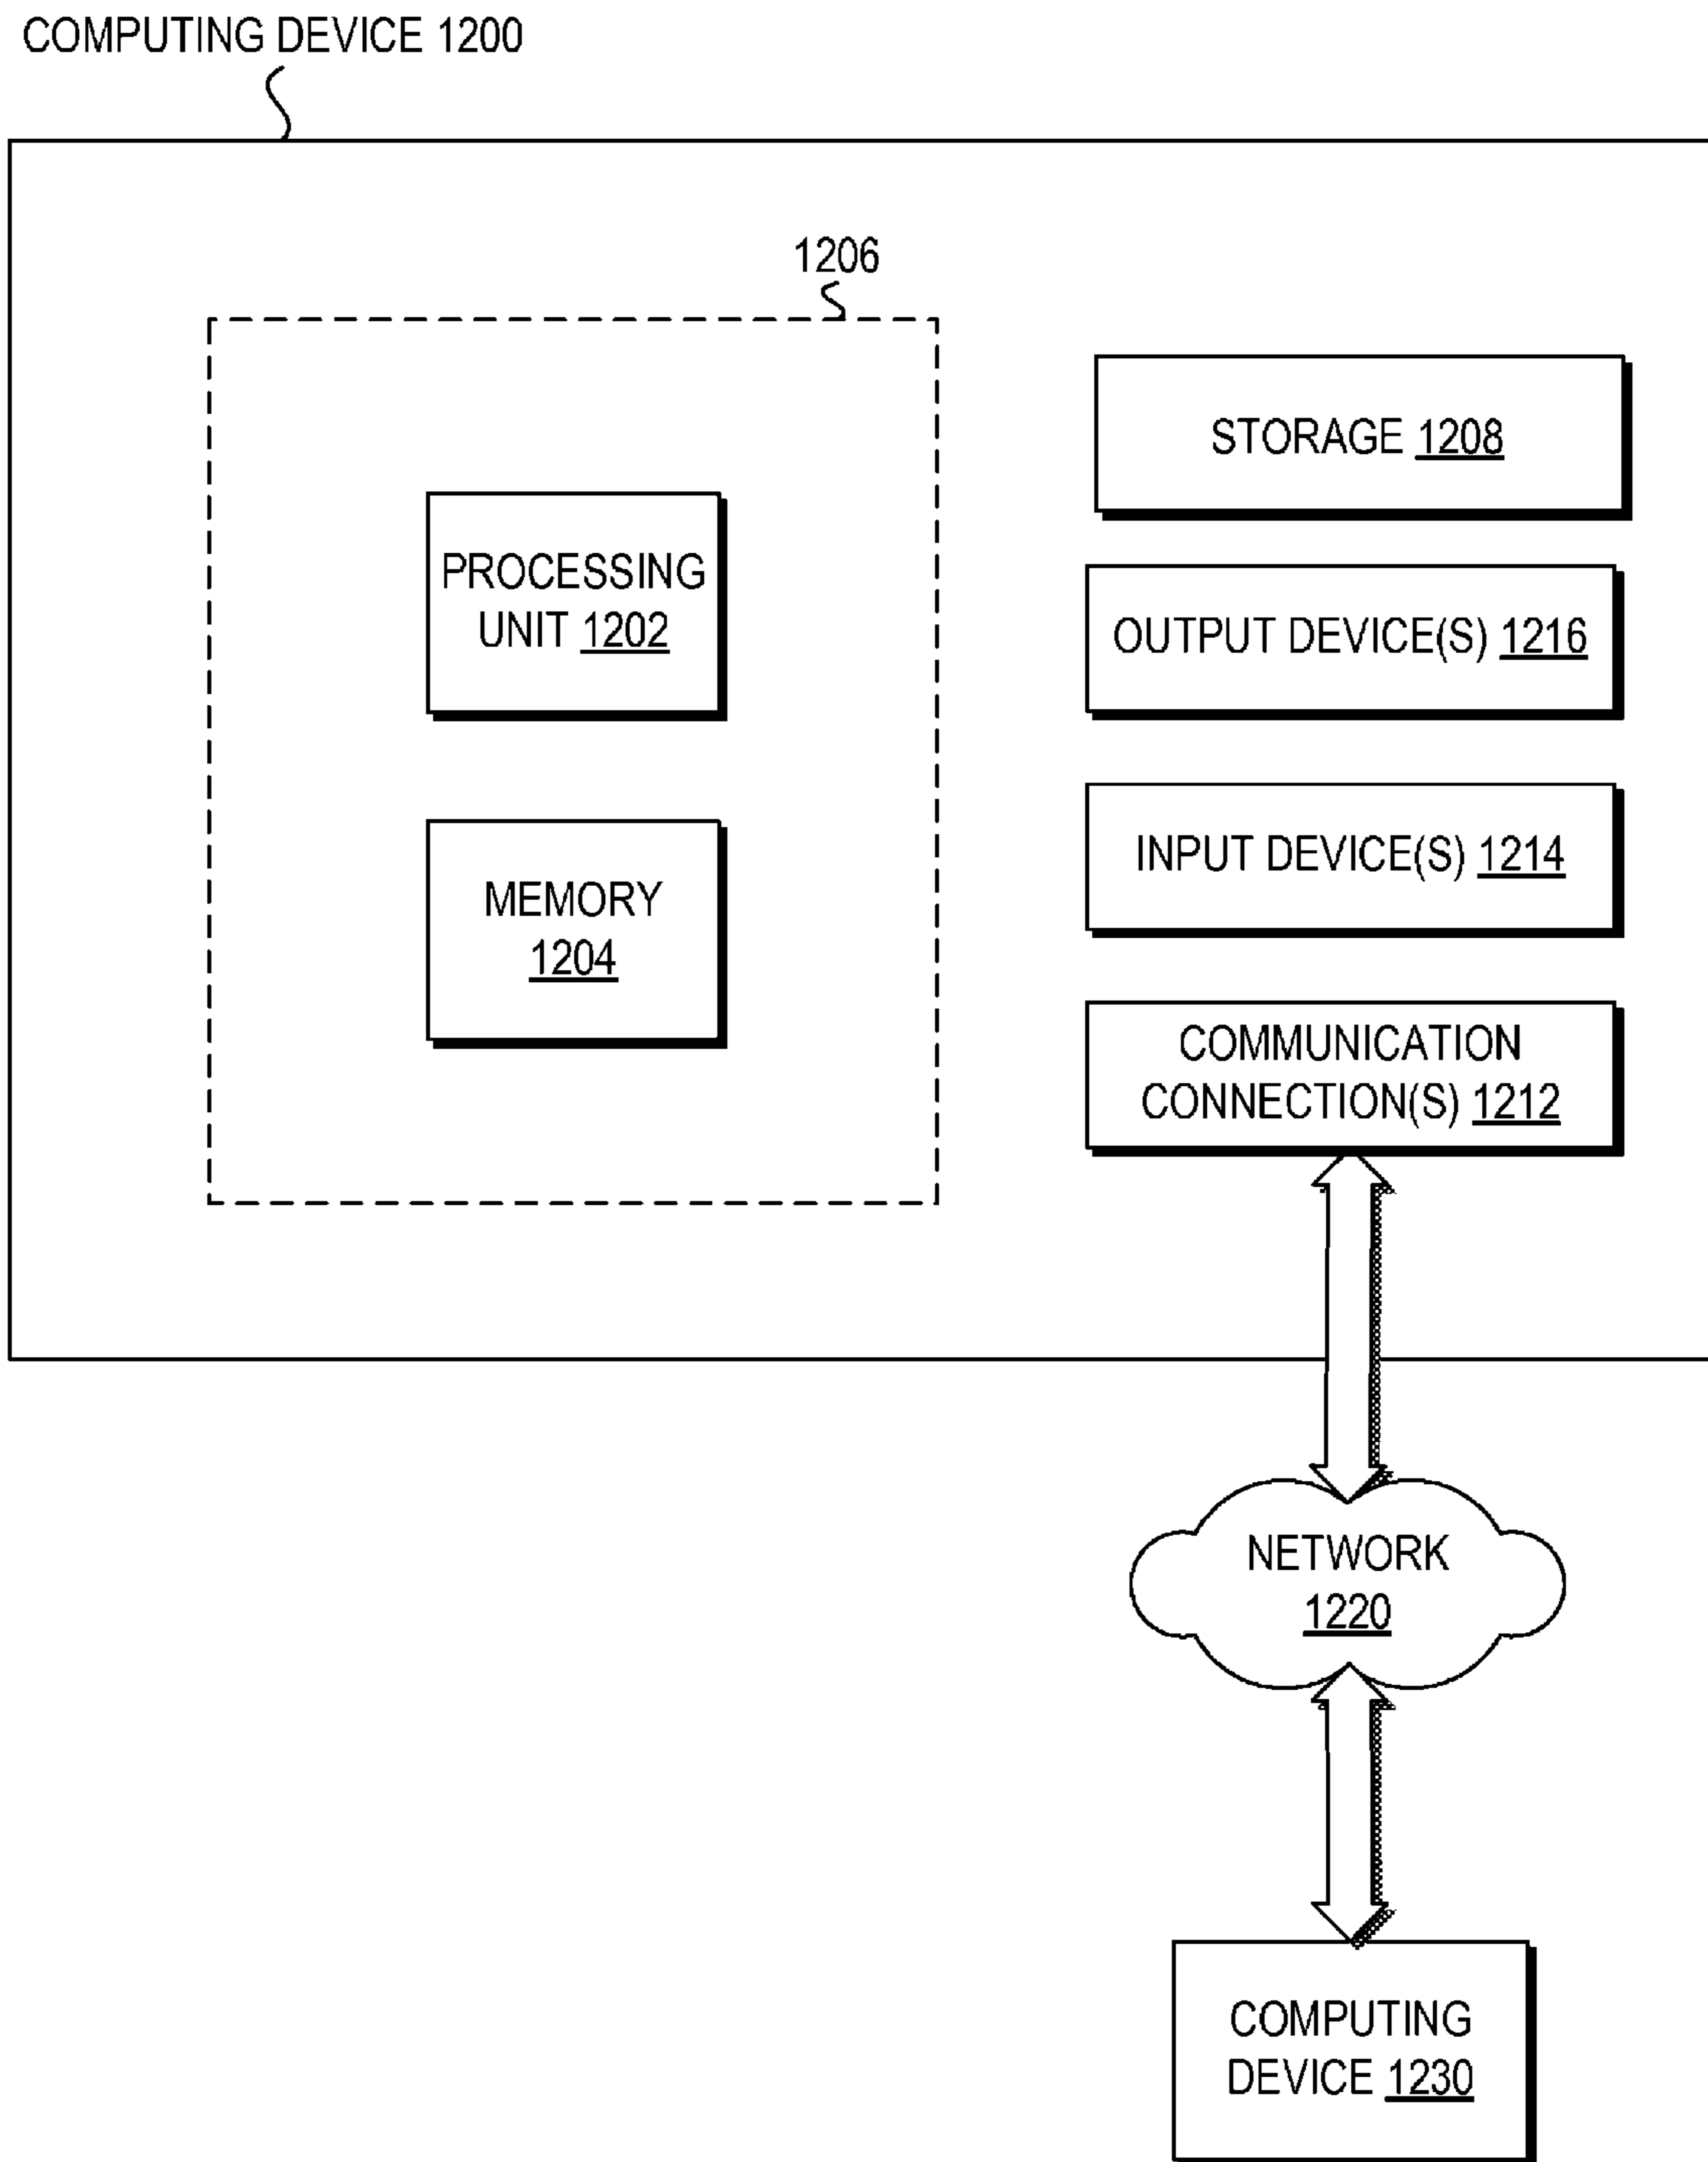 COMPUTING DEVICE 1200
1206
PROCESSING
UNIT 1202
MEMORY
1204
STORAGE 1208
OUTPUT DEVICE(S) 1216
INPUT DEVICE(S) 1214
COMMUNICATION
CONNECTION(S) 1212
NETWORK
1220
COMPUTING
DEVICE 1230